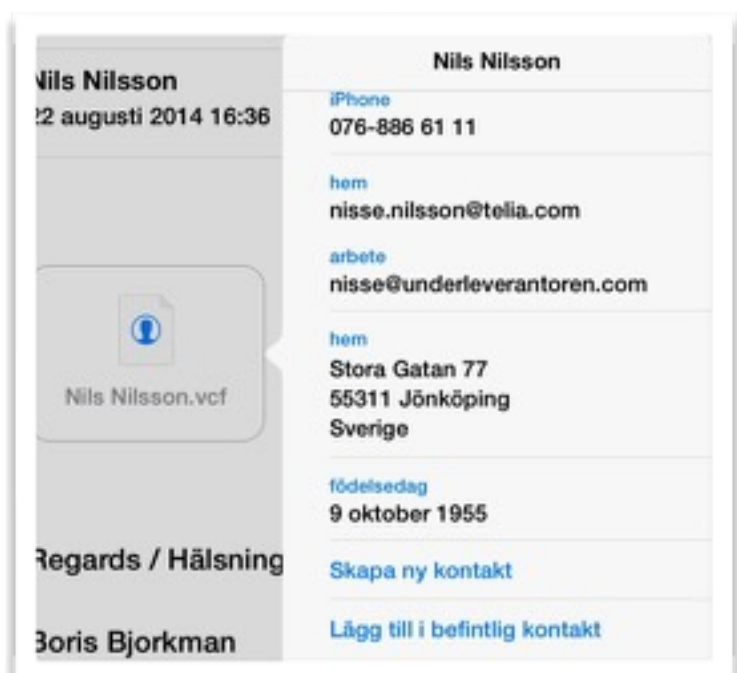 Nils Nilsson
22 augusti 2014 16:36
Nils Nilsson.vcf
Regards / Hälsning
Boris Bjorkman
Nils Nilsson
iPhone
076-886 61 11
hem
nisse.nilsson@telia.com
arbete
nisse@underleverantoren.com
hem
Stora Gatan 77
55311 Jönköping
Sverige
födelsedag
9 oktober 1955
Skapa ny kontakt
Lägg till i befintlig kontakt